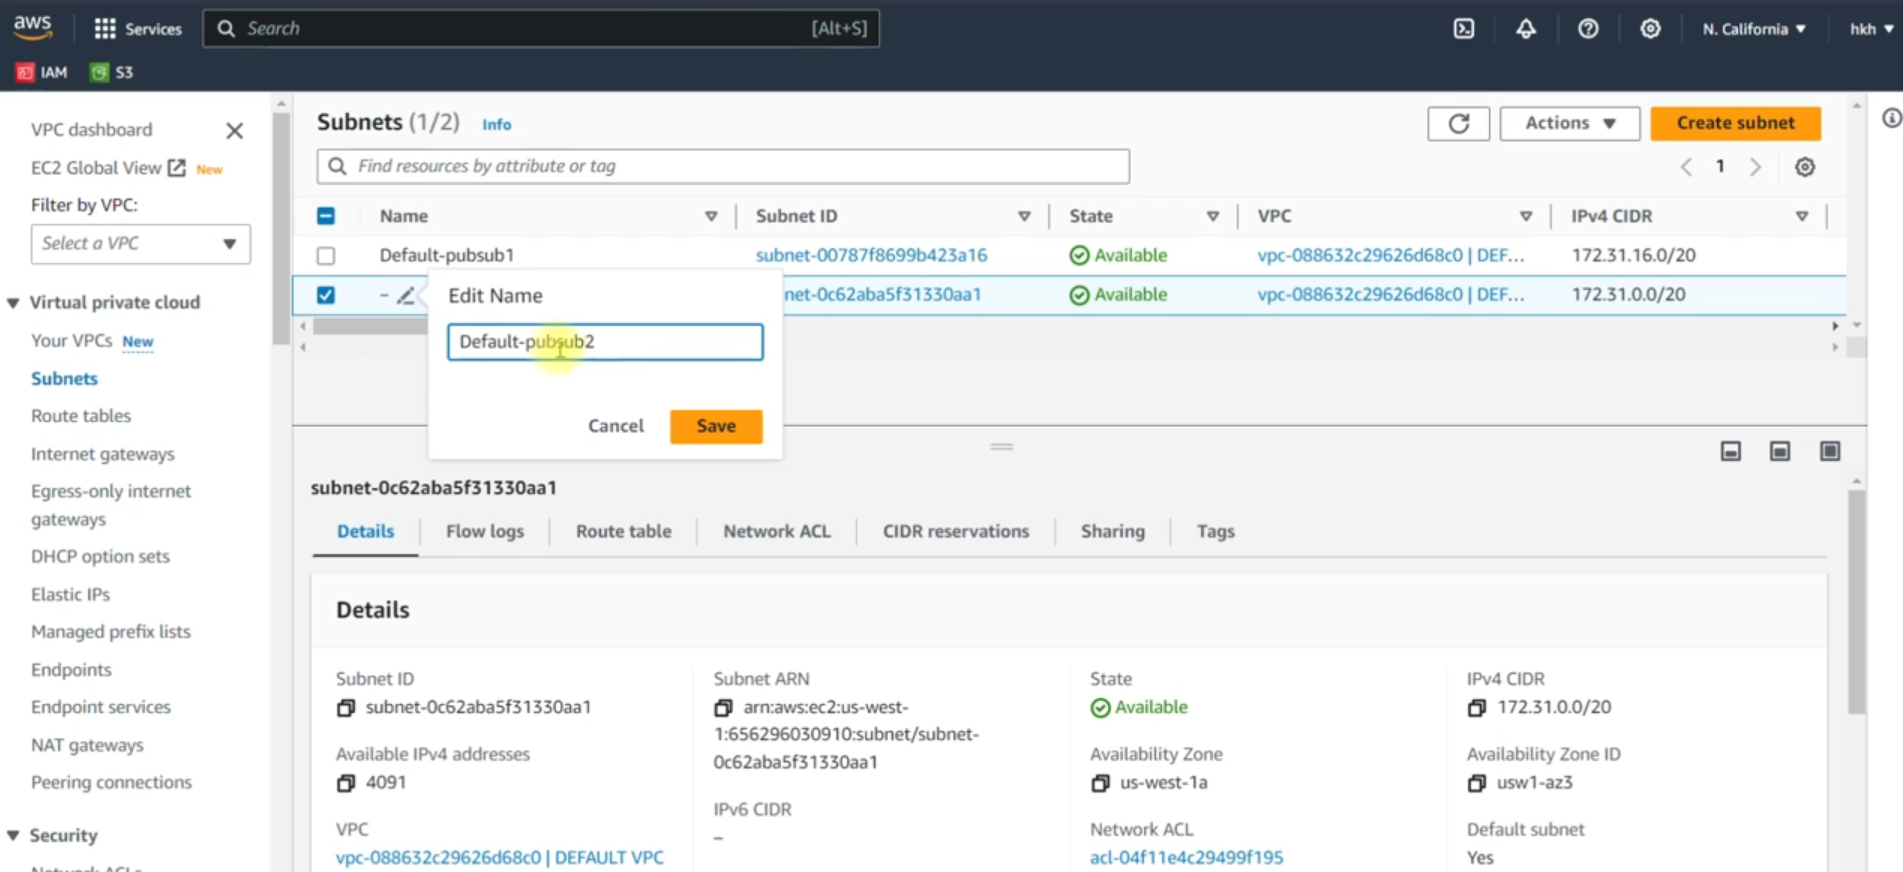 aws
Services
Search
[Alt+S]
N. California
hkh
IAM
S3
VPC dashboard
EC2 Global View New
Filter by VPC:
Select a VPC
Virtual private cloud
Your VPCs New
Subnets
Route tables
Internet gateways
Egress-only internet
gateways
DHCP option sets
Elastic IPs
Managed prefix lists
Endpoints
Endpoint services
NAT gateways
Peering connections
Security
Network ACLs
Subnets (1/2) Info
Actions
Create subnet
Find resources by attribute or tag
1
Name Subnet ID State VPC IPv4 CIDR
Default-pubsub1 subnet-00787f8699b423a16 Available vpc-088632c29626d68c0 | DEF... 172.31.16.0/20
– net-0c62aba5f31330aa1 Available vpc-088632c29626d68c0 | DEF... 172.31.0.0/20
Edit Name
Default-pubsub2
Cancel
Save
subnet-0c62aba5f31330aa1
Details Flow logs Route table Network ACL CIDR reservations Sharing Tags
Details
Subnet ID
subnet-0c62aba5f31330aa1
Available IPv4 addresses
4091
VPC
vpc-088632c29626d68c0 | DEFAULT VPC
Subnet ARN
arn:aws:ec2:us-west-
1:656296030910:subnet/subnet-
0c62aba5f31330aa1
IPv6 CIDR
–
State
Available
Availability Zone
us-west-1a
Network ACL
acl-04f11e4c29499f195
IPv4 CIDR
172.31.0.0/20
Availability Zone ID
usw1-az3
Default subnet
Yes